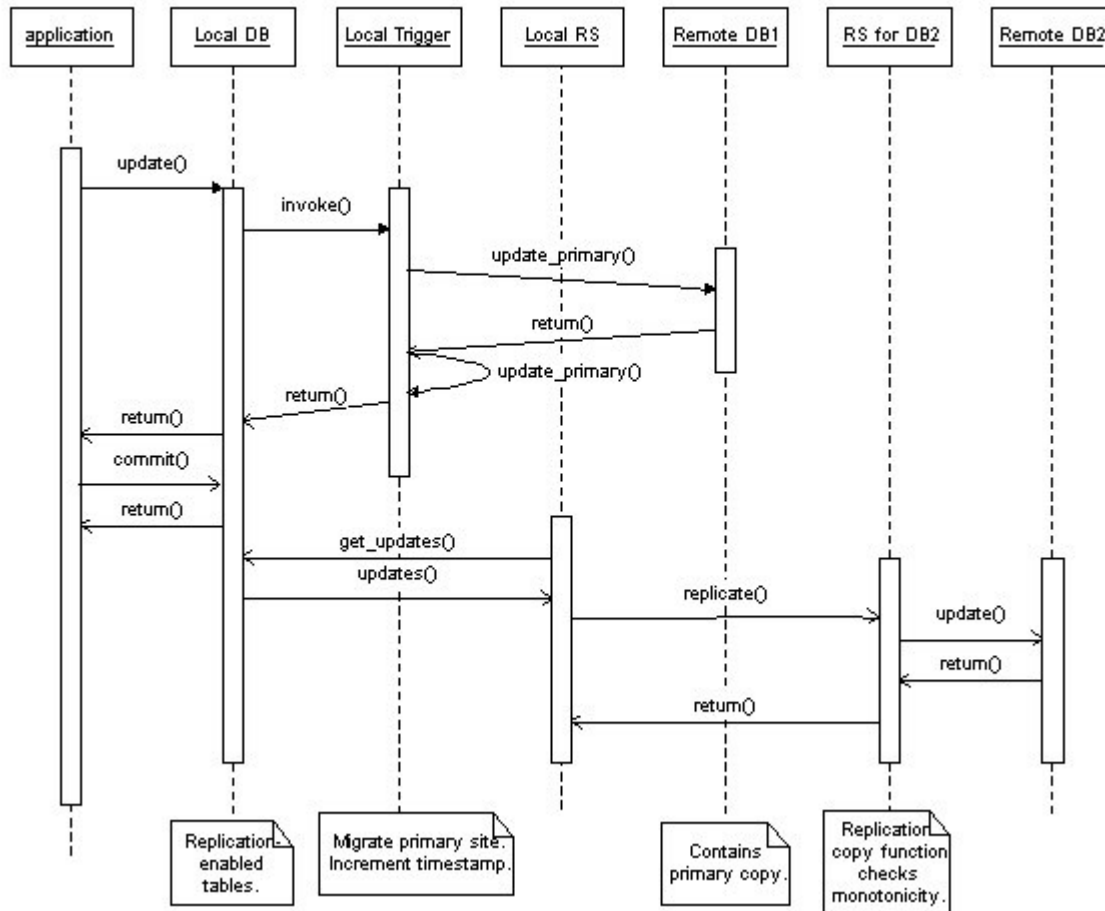 application
Local DB
Local Trigger
Local RS
Remote DB1
RS for DB2
Remote DB2
update()
invoke()
update_primary()
return()
update_primary()
return()
return()
commit()
return()
get_updates()
updates()
replicate()
update()
return()
return()
Replication-
enabled
tables.
Migrate primary site.
Increment timestamp.
Contains
primary copy.
Replication
copy function
checks
monotonicity.